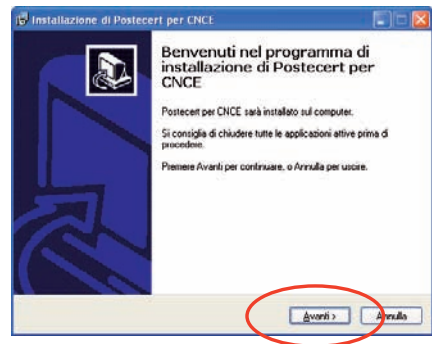 Installazione di Postecert per CNCE
Benvenuti nel programma di
installazione di Postecert per
CNCE
Postecert per CNCE sarà installato sul computer.
Si consiglia di chiudere tutte le applicazioni attive prima di
procedere.
Premere Avanti per continuare, o Annulla per uscire.
Avanti >
Annulla